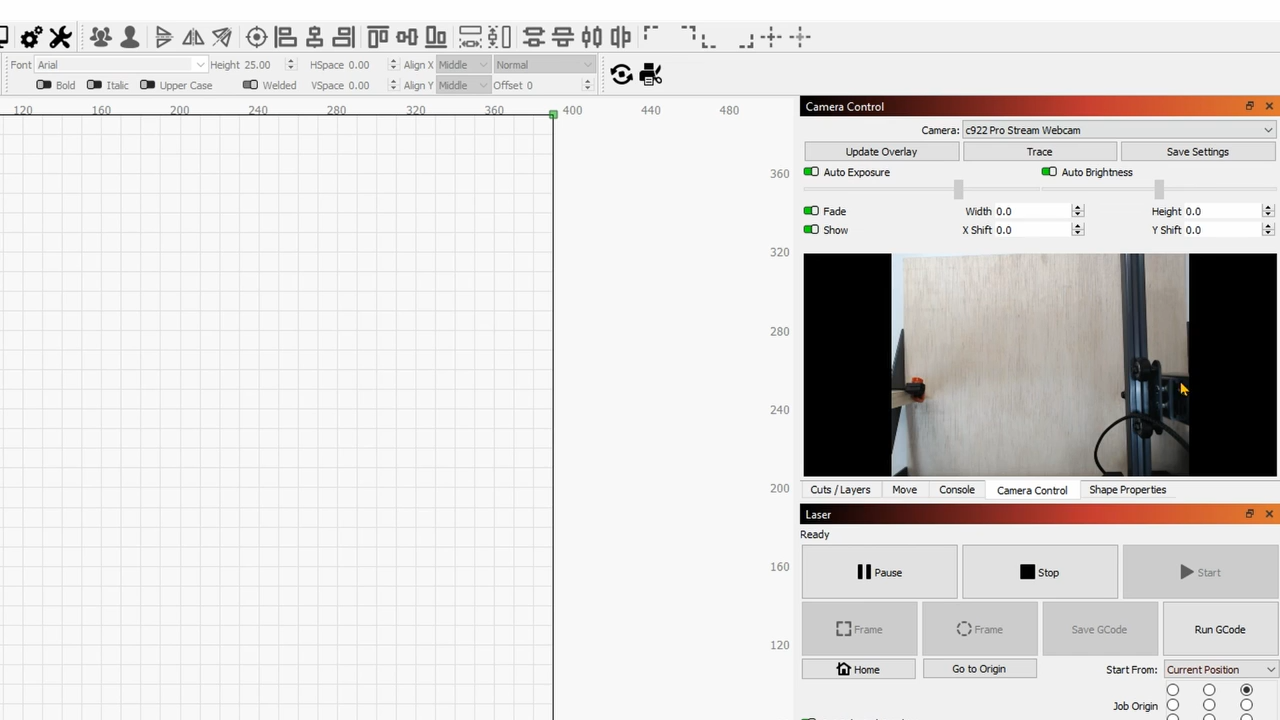 Font Arial Height 25.00 HSpace 0.00 Align X Middle Normal
Bold Italic Upper Case Welded VSpace 0.00 Align Y Middle Offset 0
120 160 200 240 280 320 360 400 440 480
360
320
280
240
200
160
120
Camera Control
Camera: c922 Pro Stream Webcam
Update Overlay Trace Save Settings
Auto Exposure Auto Brightness
Fade Width 0.0 Height 0.0
Show X Shift 0.0 Y Shift 0.0
Cuts / Layers Move Console Camera Control Shape Properties
Laser
Ready
Pause Stop Start
Frame Frame Save GCode Run GCode
Home Go to Origin Start From: Current Position
Job Origin